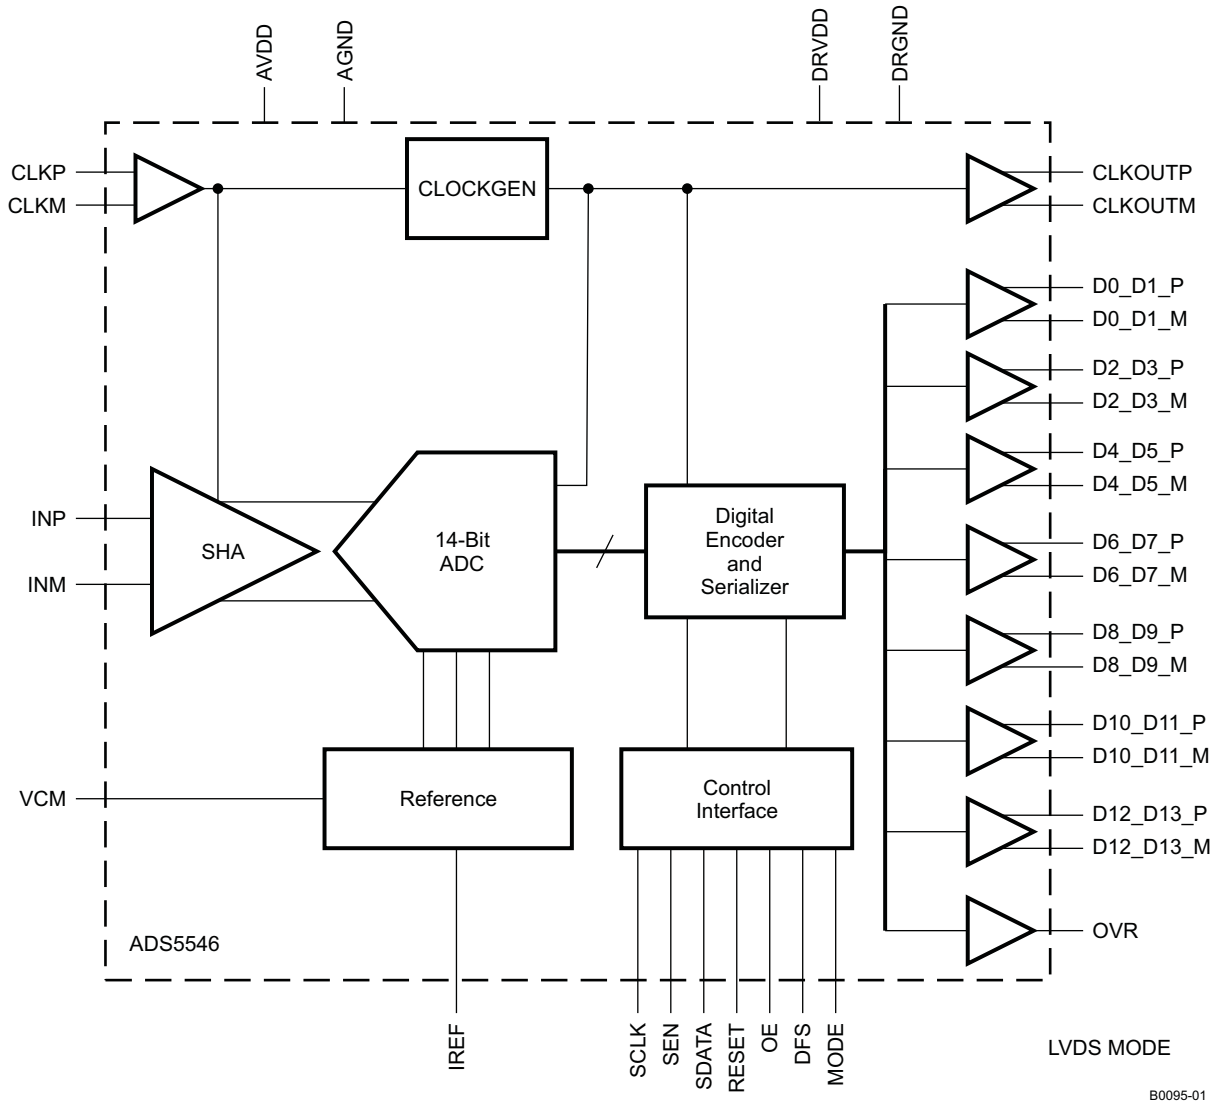 AVDD
AGND
DRVDD
DRGND
CLKP
CLKM
CLOCKGEN
CLKOUTP
CLKOUTM
D0_D1_P
D0_D1_M
D2_D3_P
D2_D3_M
D4_D5_P
D4_D5_M
INP
INM
SHA
14-Bit
ADC
Digital
Encoder
and
Serializer
D6_D7_P
D6_D7_M
D8_D9_P
D8_D9_M
D10_D11_P
D10_D11_M
VCM
Reference
Control
Interface
D12_D13_P
D12_D13_M
OVR
ADS5546
IREF
SCLK
SEN
SDATA
RESET
OE
DFS
MODE
LVDS MODE
B0095-01